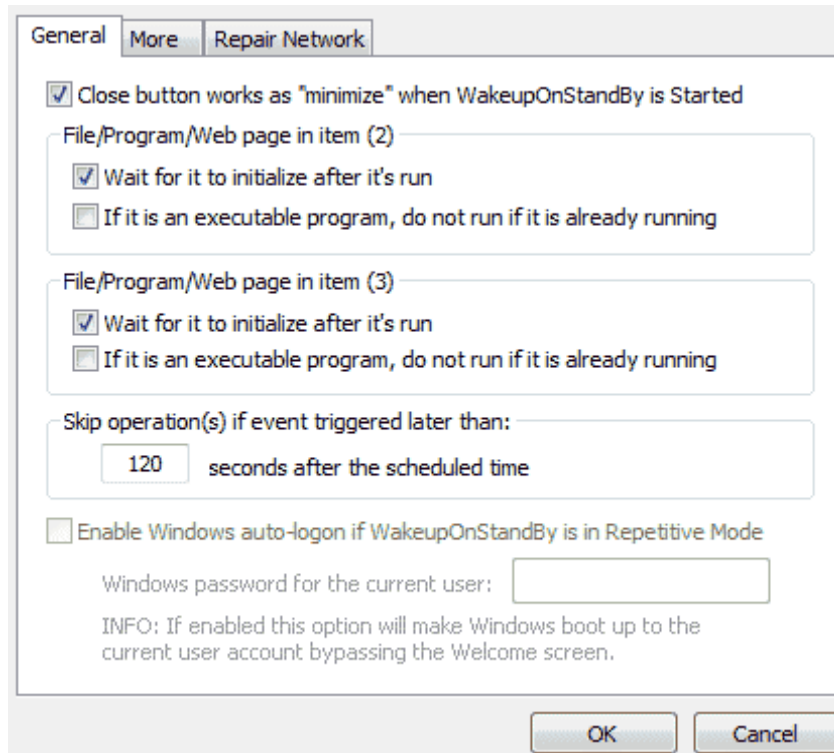 General More Repair Network
Close button works as "minimize" when WakeupOnStandBy is Started
File/Program/Web page in item (2)
Wait for it to initialize after it's run
If it is an executable program, do not run if it is already running
File/Program/Web page in item (3)
Wait for it to initialize after it's run
If it is an executable program, do not run if it is already running
Skip operation(s) if event triggered later than:
120 seconds after the scheduled time
Enable Windows auto-logon if WakeupOnStandBy is in Repetitive Mode
Windows password for the current user:
INFO: If enabled this option will make Windows boot up to the
current user account bypassing the Welcome screen.
OK Cancel